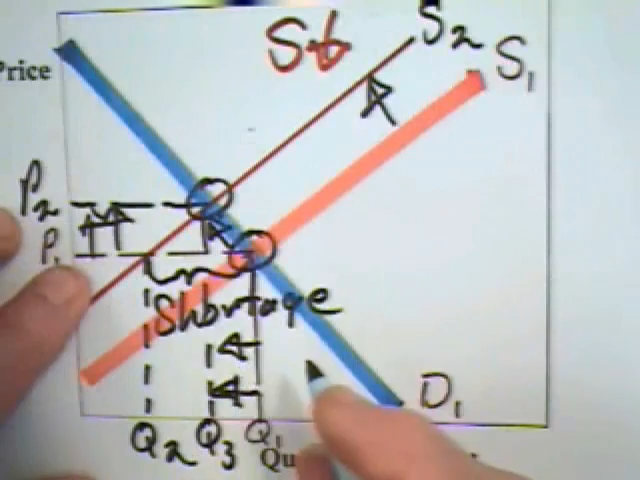 S↓
S2
S1
Price
P2
P1
Shortage
D1
Q2 Q3 Q1
Qu